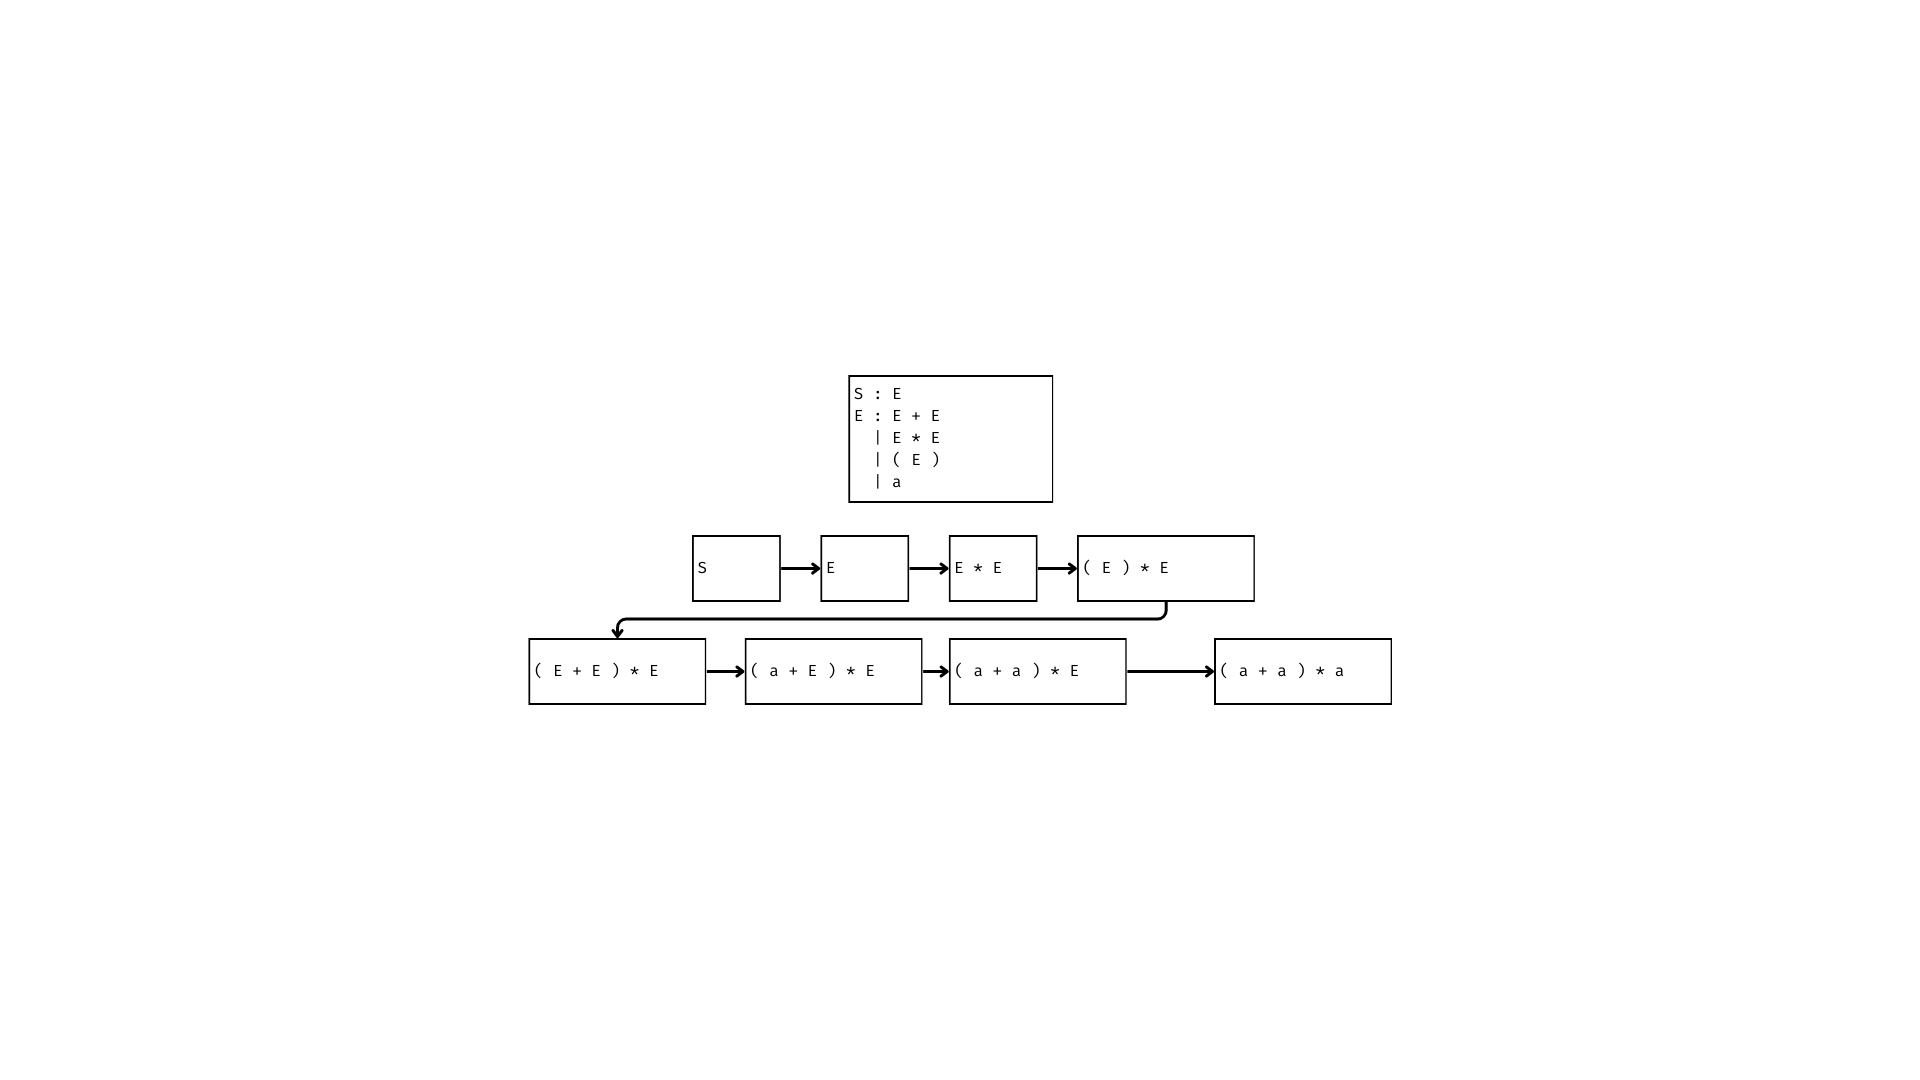 S : E
E : E + E
| E * E
| ( E )
| a
S
E
E * E
( E ) * E
( E + E ) * E
( a + E ) * E
( a + a ) * E
( a + a ) * a